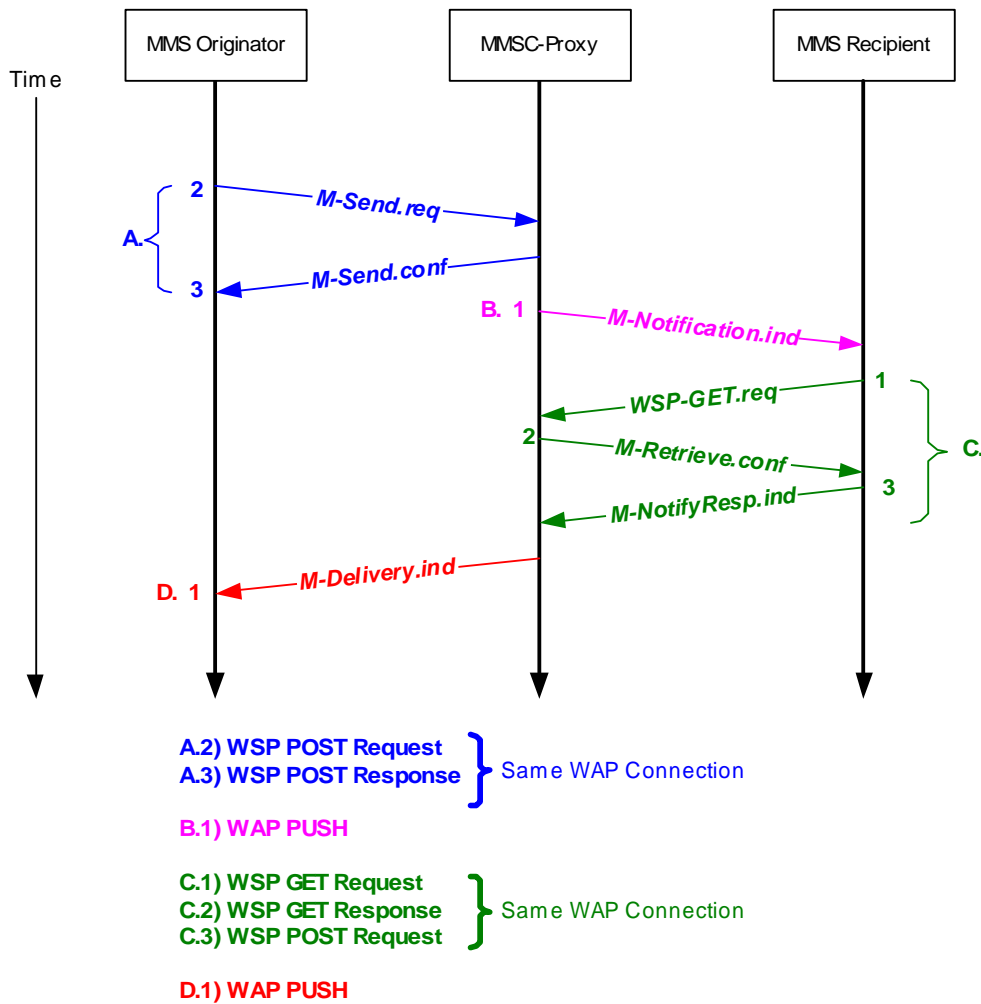 MMS Originator
MMSC-Proxy
MMS Recipient
Time
2
M-Send.req
A.
M-Send.conf
3
B. 1
M-Notification.ind
1
WSP-GET.req
2
M-Retrieve.conf
C.
3
M-NotifyResp.ind
M-Delivery.ind
D. 1
A.2) WSP POST Request
A.3) WSP POST Response
Same WAP Connection
B.1) WAP PUSH
C.1) WSP GET Request
C.2) WSP GET Response
C.3) WSP POST Request
Same WAP Connection
D.1) WAP PUSH